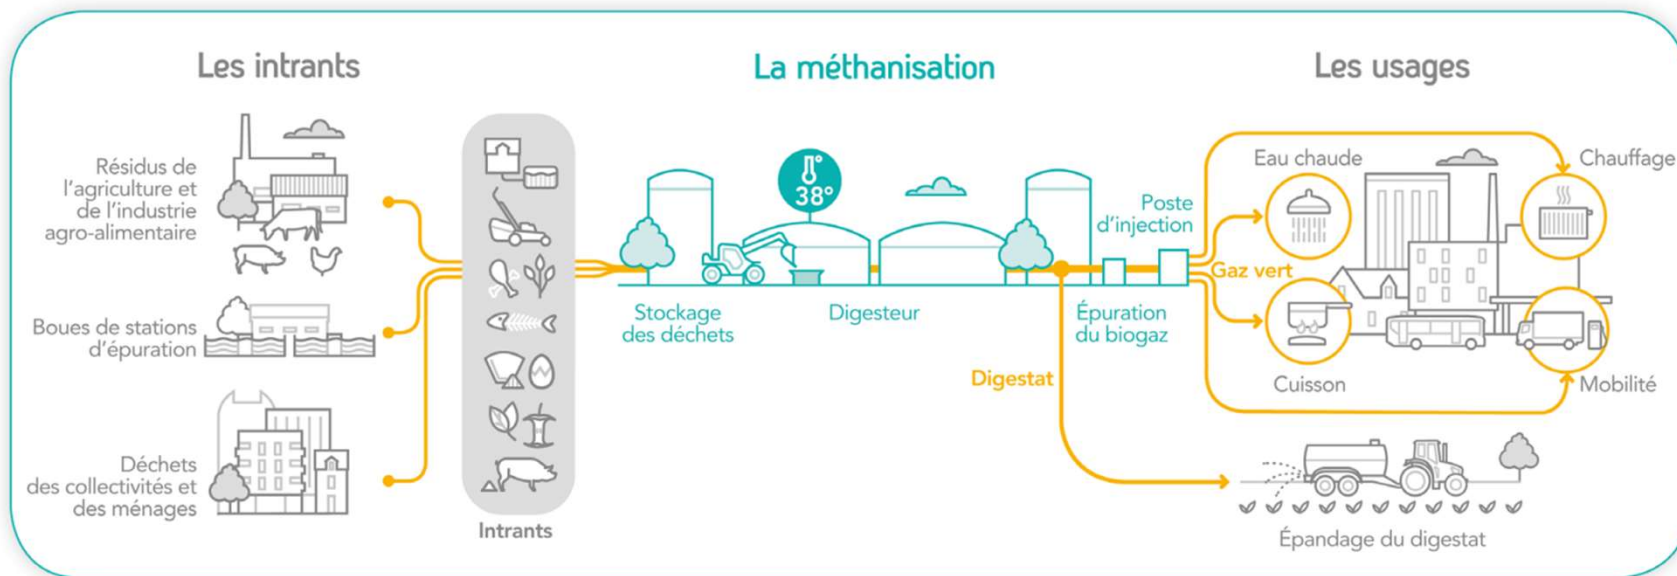 Les intrants
Résidus de
l'agriculture et
de l'industrie
agro-alimentaire
Boues de stations
d'épuration
Déchets
des collectivités et
des ménages
Intrants
La méthanisation
38°
Stockage
des déchets
Digesteur
Poste
d'injection
Épuration
du biogaz
Digestat
Les usages
Eau chaude
Chauffage
Gaz vert
Cuisson
Mobilité
Épandage du digestat